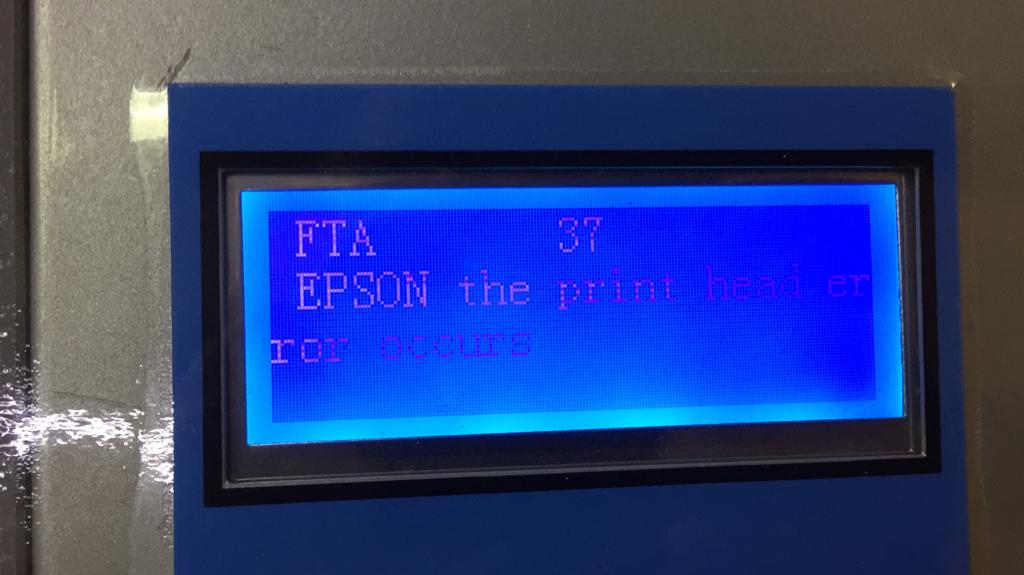 FTA 37
EPSON the print head er
ror occurs